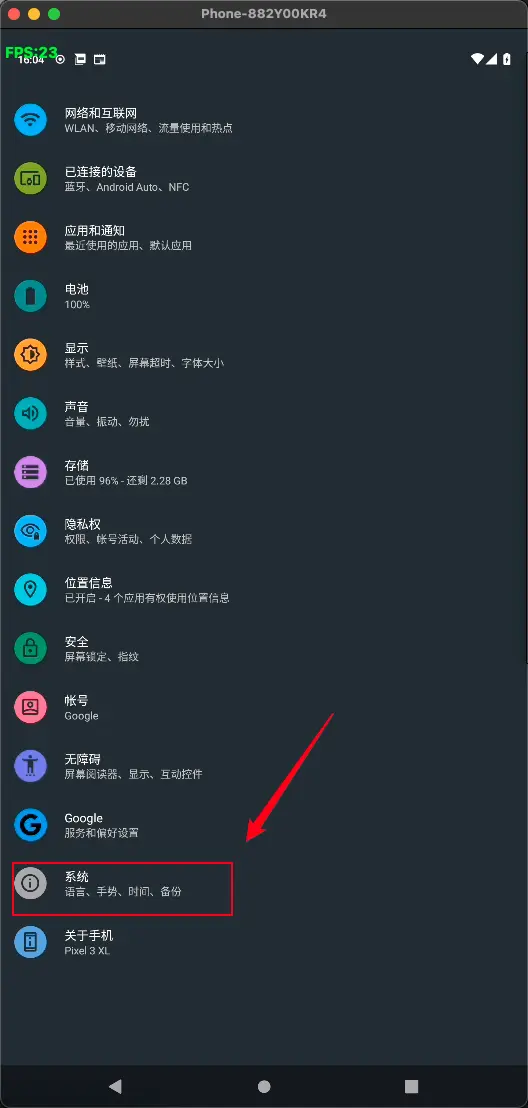 Phone-882Y00KR4
FPS:23
16:04
网络和互联网
WLAN、移动网络、流量使用和热点
已连接的设备
蓝牙、Android Auto、NFC
应用和通知
最近使用的应用、默认应用
电池
100%
显示
样式、壁纸、屏幕超时、字体大小
声音
音量、振动、勿扰
存储
已使用 96% - 还剩 2.28 GB
隐私权
权限、帐号活动、个人数据
位置信息
已开启 - 4 个应用有权使用位置信息
安全
屏幕锁定、指纹
帐号
Google
无障碍
屏幕阅读器、显示、互动控件
Google
服务和偏好设置
系统
语言、手势、时间、备份
关于手机
Pixel 3 XL